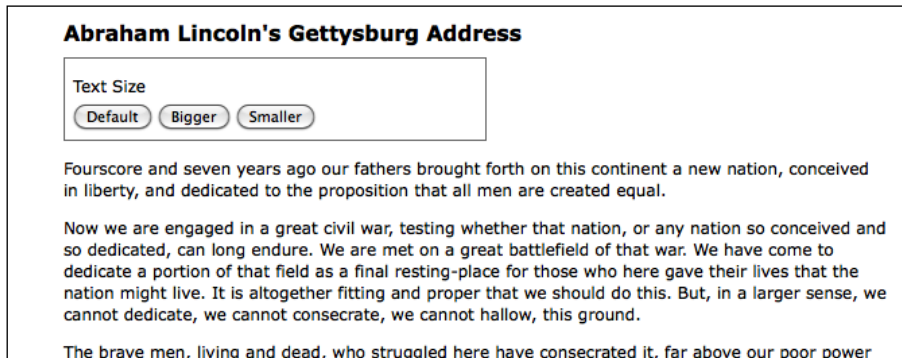 Abraham Lincoln's Gettysburg Address
Text Size
Default Bigger Smaller
Fourscore and seven years ago our fathers brought forth on this continent a new nation, conceived
in liberty, and dedicated to the proposition that all men are created equal.
Now we are engaged in a great civil war, testing whether that nation, or any nation so conceived and
so dedicated, can long endure. We are met on a great battlefield of that war. We have come to
dedicate a portion of that field as a final resting-place for those who here gave their lives that the
nation might live. It is altogether fitting and proper that we should do this. But, in a larger sense, we
cannot dedicate, we cannot consecrate, we cannot hallow, this ground.
The brave men, living and dead, who struggled here have consecrated it, far above our poor power